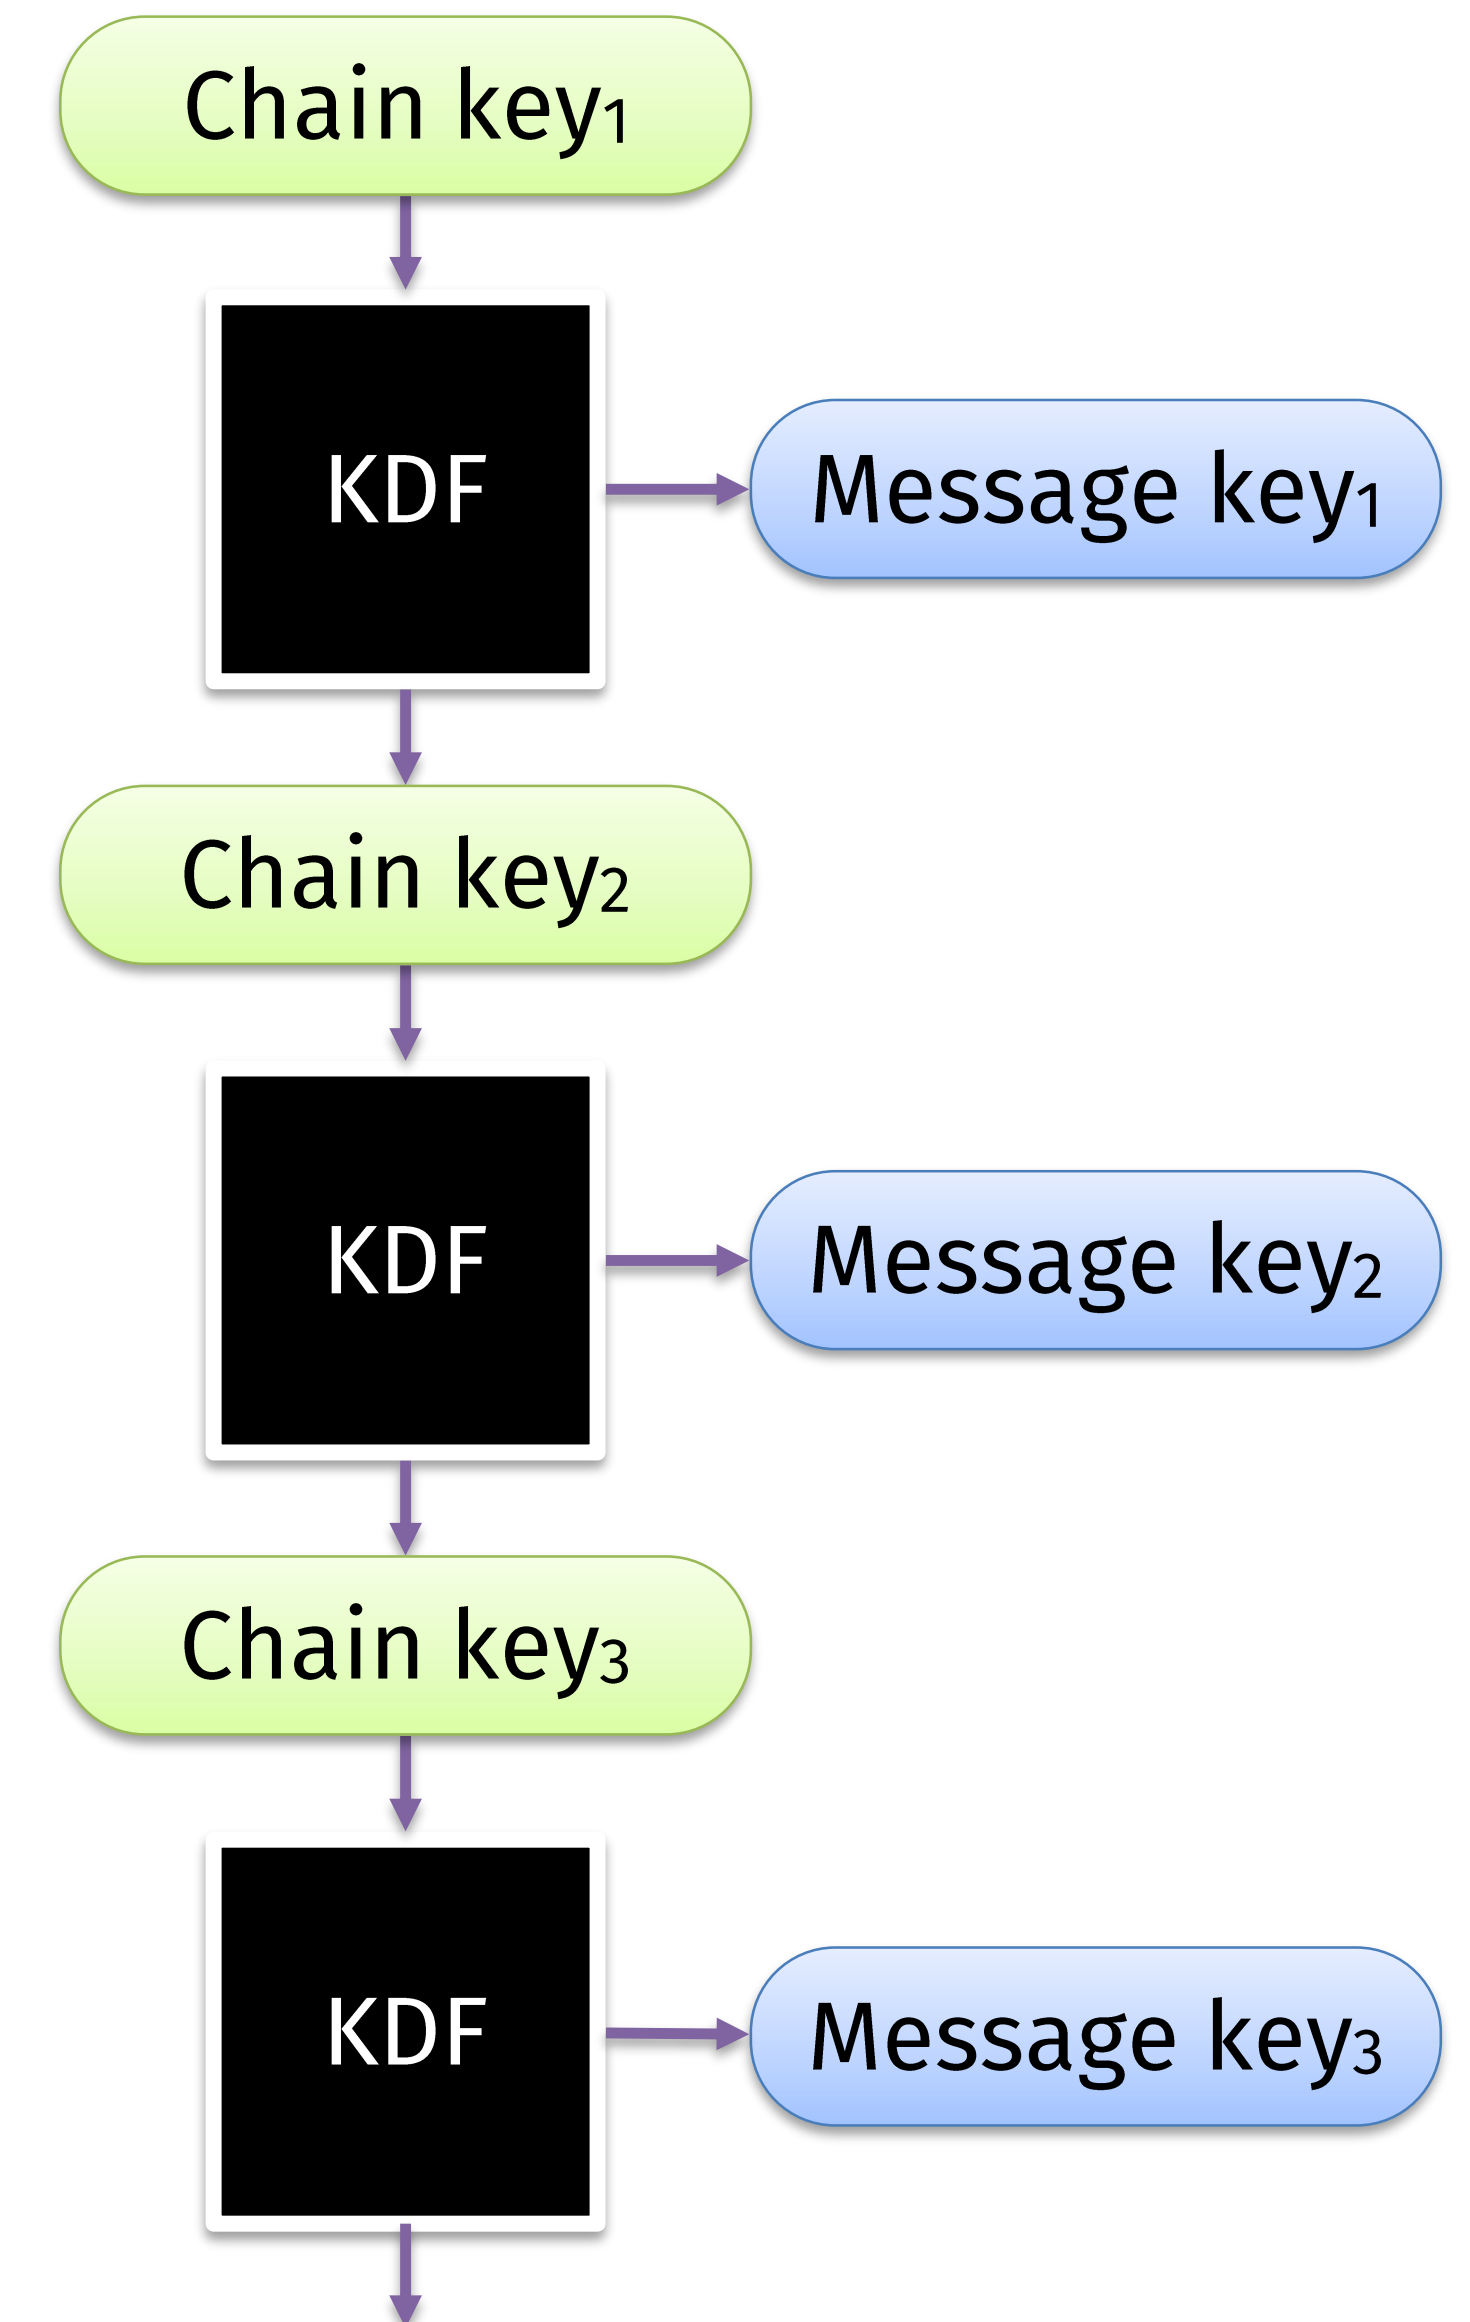 Chain key₁
KDF
Message key₁
Chain key₂
KDF
Message key₂
Chain key₃
KDF
Message key₃